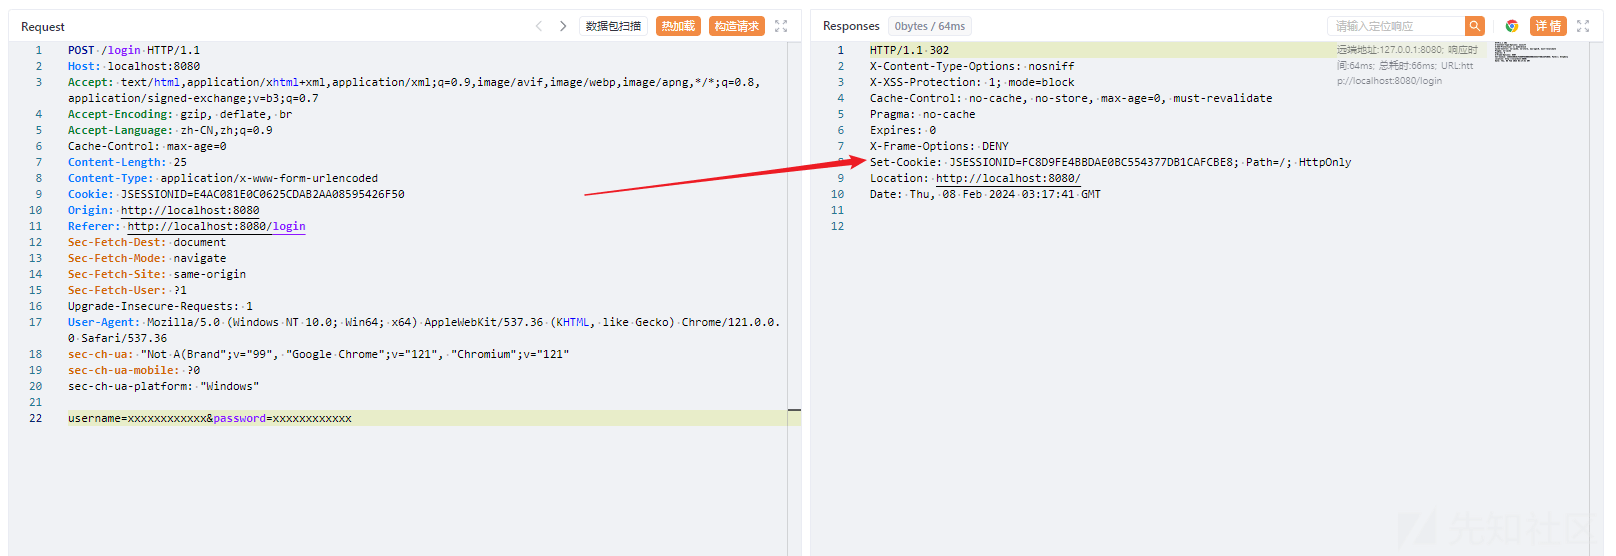 Request
数据包扫描
热加载
构造请求
1 POST /login HTTP/1.1
2 Host: localhost:8080
3 Accept: text/html,application/xhtml+xml,application/xml;q=0.9,image/avif,image/webp,image/apng,*/*;q=0.8,
application/signed-exchange;v=b3;q=0.7
4 Accept-Encoding: gzip, deflate, br
5 Accept-Language: zh-CN,zh;q=0.9
6 Cache-Control: max-age=0
7 Content-Length: 25
8 Content-Type: application/x-www-form-urlencoded
9 Cookie: JSESSIONID=E4AC081E0C0625CDAB2AA08595426F50
10 Origin: http://localhost:8080
11 Referer: http://localhost:8080/login
12 Sec-Fetch-Dest: document
13 Sec-Fetch-Mode: navigate
14 Sec-Fetch-Site: same-origin
15 Sec-Fetch-User: ?1
16 Upgrade-Insecure-Requests: 1
17 User-Agent: Mozilla/5.0 (Windows NT 10.0; Win64; x64) AppleWebKit/537.36 (KHTML, like Gecko) Chrome/121.0.0.
0 Safari/537.36
18 sec-ch-ua: "Not A(Brand";v="99", "Google Chrome";v="121", "Chromium";v="121"
19 sec-ch-ua-mobile: ?0
20 sec-ch-ua-platform: "Windows"
21
22 username=xxxxxxxxxxxx&password=xxxxxxxxxxxx
Responses
0bytes / 64ms
请输入定位响应
详情
1 HTTP/1.1 302
2 X-Content-Type-Options: nosniff
3 X-XSS-Protection: 1; mode=block
4 Cache-Control: no-cache, no-store, max-age=0, must-revalidate
5 Pragma: no-cache
6 Expires: 0
7 X-Frame-Options: DENY
8 Set-Cookie: JSESSIONID=FC8D9FE4BBDAE0BC554377DB1CAFCBE8; Path=/; HttpOnly
9 Location: http://localhost:8080/
10 Date: Thu, 08 Feb 2024 03:17:41 GMT
11
12
远端地址:127.0.0.1:8080; 响应时
间:64ms; 总耗时:66ms; URL:htt
p://localhost:8080/login
先知社区